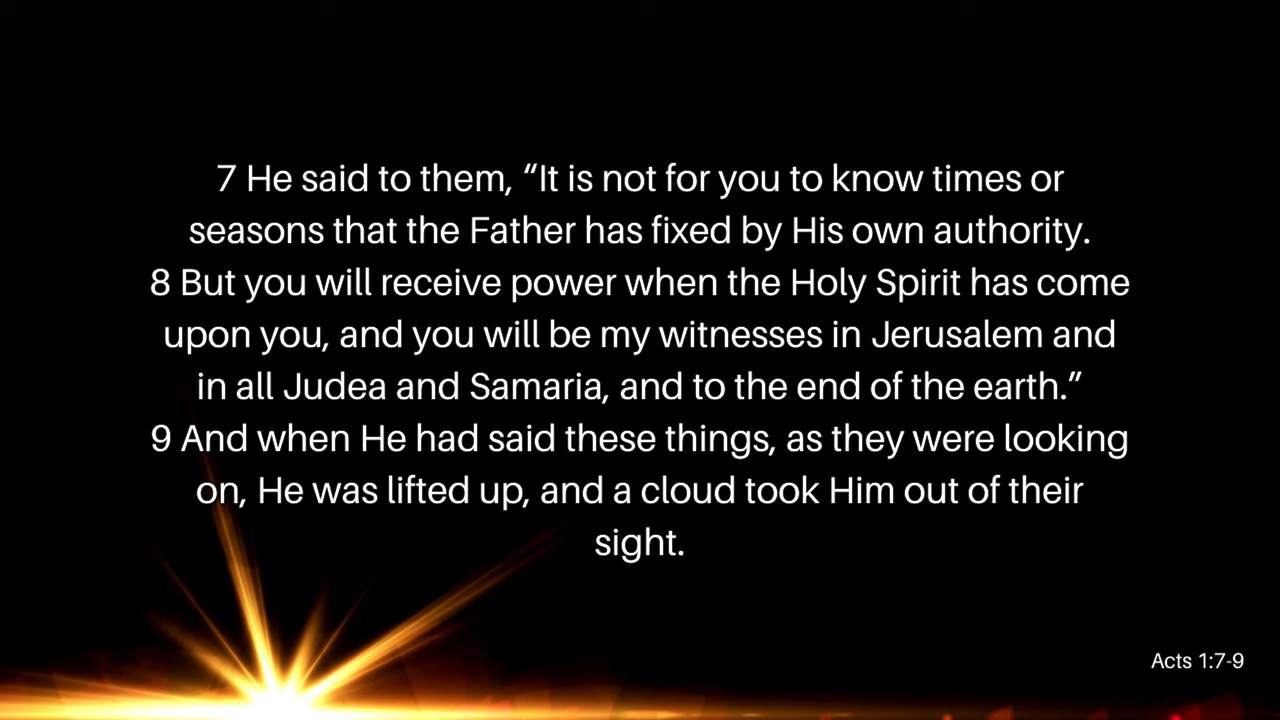 7 He said to them, “It is not for you to know times or
seasons that the Father has fixed by His own authority.
8 But you will receive power when the Holy Spirit has come
upon you, and you will be my witnesses in Jerusalem and
in all Judea and Samaria, and to the end of the earth.”
9 And when He had said these things, as they were looking
on, He was lifted up, and a cloud took Him out of their
sight.
Acts 1:7-9